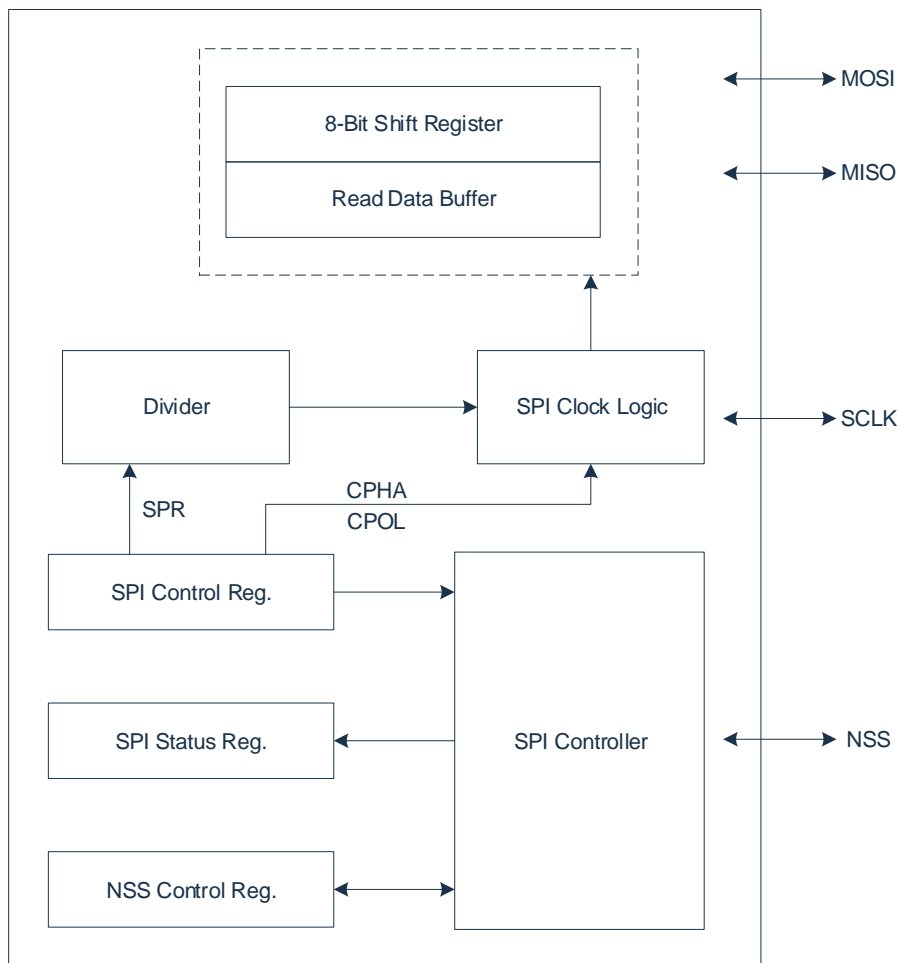 8-Bit Shift Register
MOSI
Read Data Buffer
MISO
Divider
SPI Clock Logic
SCLK
SPR
CPHA
CPOL
SPI Control Reg.
SPI Status Reg.
SPI Controller
NSS
NSS Control Reg.